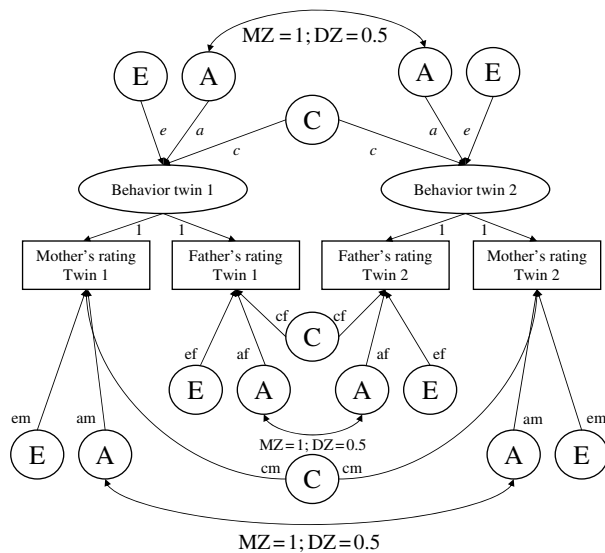 MZ = 1; DZ = 0.5
E A A E
e a C a e
c c
Behavior twin 1 Behavior twin 2
1 1 1 1
Mother's rating Father's rating Father's rating Mother's rating
Twin 1 Twin 1 Twin 2 Twin 2
cf C cf
ef af af ef
E A A E
em am am em
MZ = 1; DZ = 0.5
E A cm C cm A E
MZ = 1; DZ = 0.5